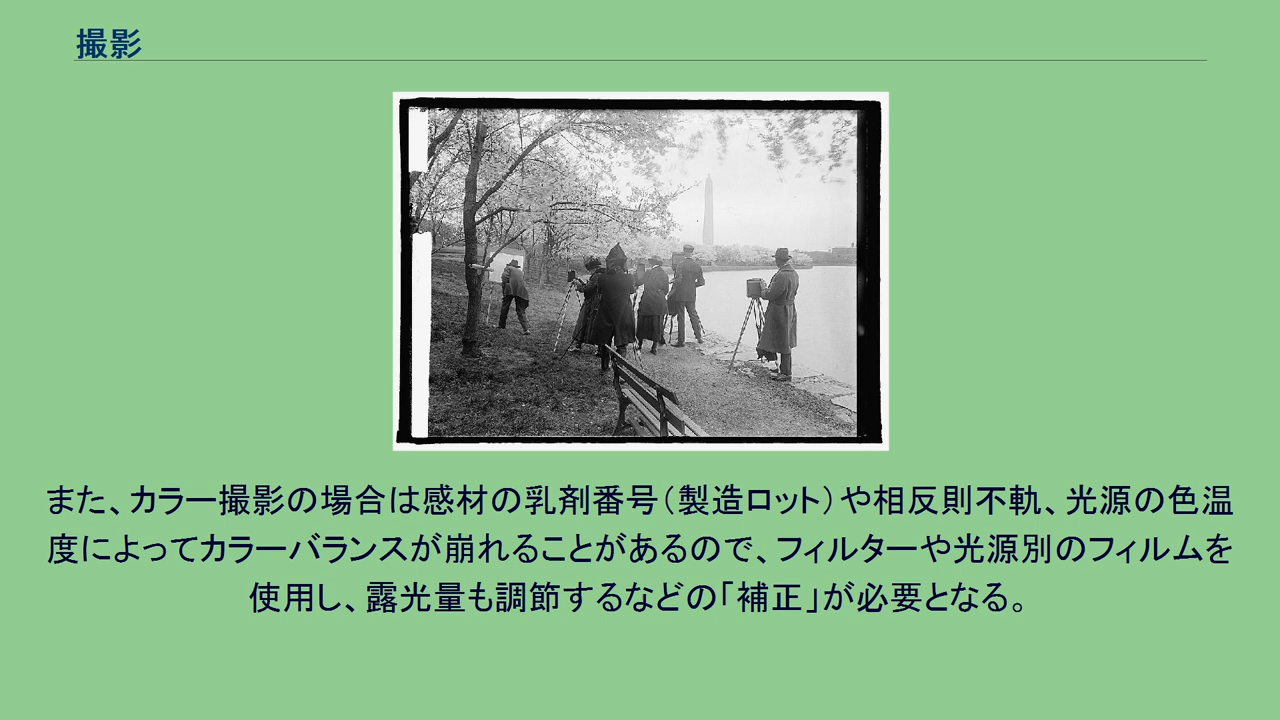 撮影
また、カラー撮影の場合は感材の乳剤番号（製造ロット）や相反則不軌、光源の色温
度によってカラーバランスが崩れることがあるので、フィルターや光源別のフィルムを
使用し、露光量も調節するなどの「補正」が必要となる。